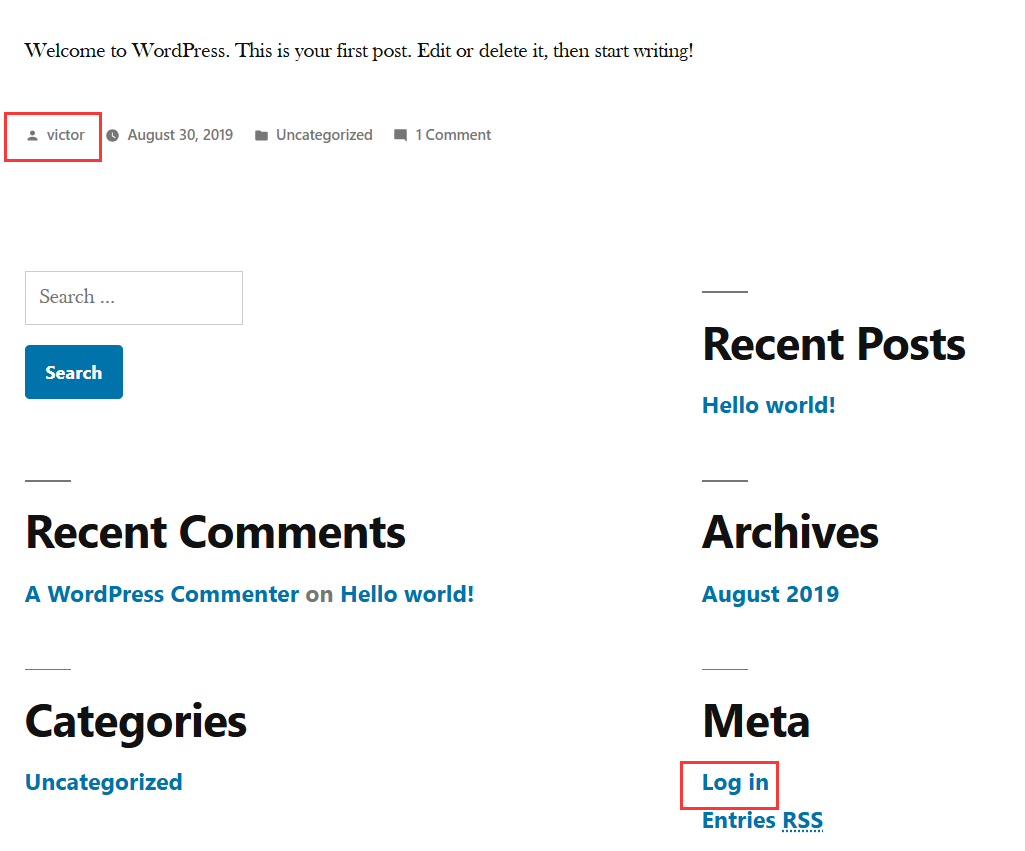 Welcome to WordPress. This is your first post. Edit or delete it, then start writing!
victor August 30, 2019 Uncategorized 1 Comment
Search ...
Search
Recent Posts
Hello world!
Recent Comments
A WordPress Commenter on Hello world!
Archives
August 2019
Categories
Uncategorized
Meta
Log in
Entries RSS